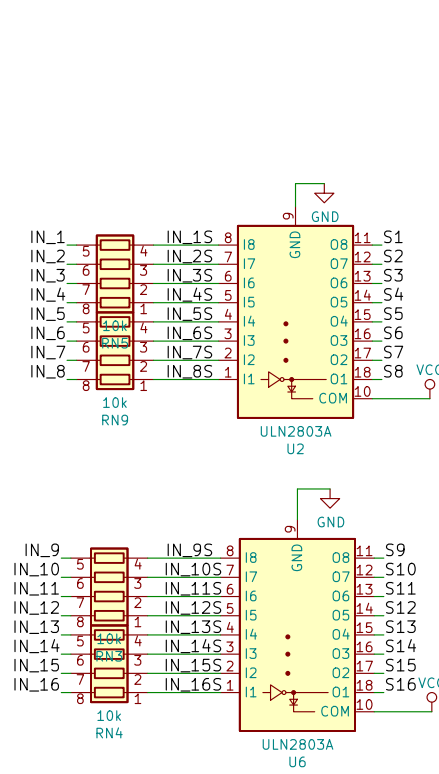 9
GND
GND
IN_1 5 4 IN_1S 8 I8 O8 11 S1
IN_2 6 3 IN_2S 7 I7 O7 12 S2
IN_3 7 2 IN_3S 6 I6 O6 13 S3
IN_4 8 1 IN_4S 5 I5 O5 14 S4
IN_5 5 4 IN_5S 4 I4 O4 15 S5
10k
IN_6 6 3 IN_6S 3 I3 O3 16 S6
RN5
IN_7 7 2 IN_7S 2 I2 O2 17 S7
IN_8 8 1 IN_8S 1 I1 O1 18 S8
VCC
COM 10
10k
RN9
ULN2803A
U2
9
GND
GND
IN_9 5 4 IN_9S 8 I8 O8 11 S9
IN_10 6 3 IN_10S 7 I7 O7 12 S10
IN_11 7 2 IN_11S 6 I6 O6 13 S11
IN_12 8 1 IN_12S 5 I5 O5 14 S12
IN_13 5 4 IN_13S 4 I4 O4 15 S13
10k
IN_14 6 3 IN_14S 3 I3 O3 16 S14
RN3
IN_15 7 2 IN_15S 2 I2 O2 17 S15
IN_16 8 1 IN_16S 1 I1 O1 18 S16
VCC
COM 10
10k
RN4
ULN2803A
U6